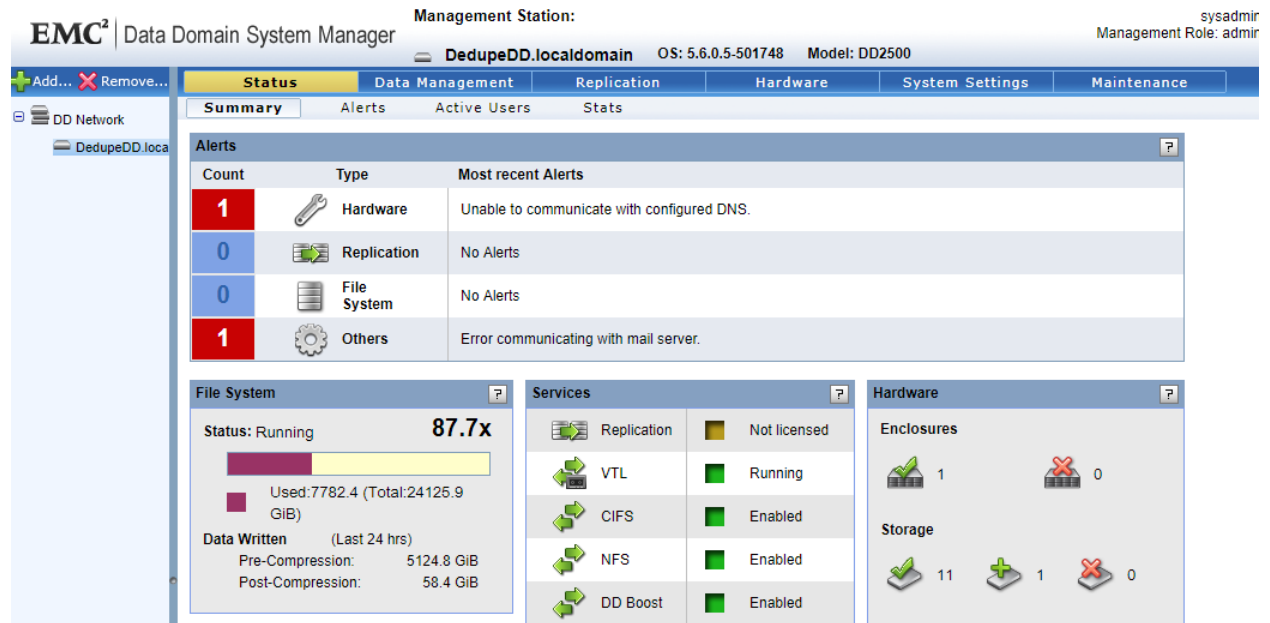 Management Station:
sysadmin
EMC² Data Domain System Manager
Management Role: admin
DedupeDD.localdomain OS: 5.6.0.5-501748 Model: DD2500
Add... Remove...
Status Data Management Replication Hardware System Settings Maintenance
Summary Alerts Active Users Stats
DD Network
DedupeDD.loca
Alerts ?
Count Type Most recent Alerts
1 Hardware Unable to communicate with configured DNS.
0 Replication No Alerts
0 File System No Alerts
1 Others Error communicating with mail server.
File System ?
Status: Running 87.7x
Used:7782.4 (Total:24125.9
GiB)
Data Written (Last 24 hrs)
Pre-Compression: 5124.8 GiB
Post-Compression: 58.4 GiB
Services ?
Replication Not licensed
VTL Running
CIFS Enabled
NFS Enabled
DD Boost Enabled
Hardware ?
Enclosures
1 0
Storage
11 1 0